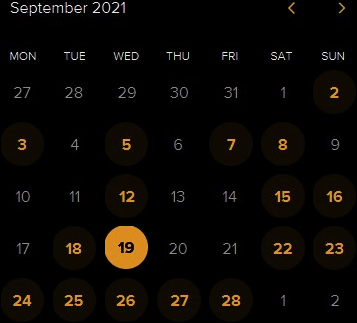 September 2021
MON TUE WED THU FRI SAT SUN
27 28 29 30 31 1 2
3 4 5 6 7 8 9
10 11 12 13 14 15 16
17 18 19 20 21 22 23
24 25 26 27 28 1 2